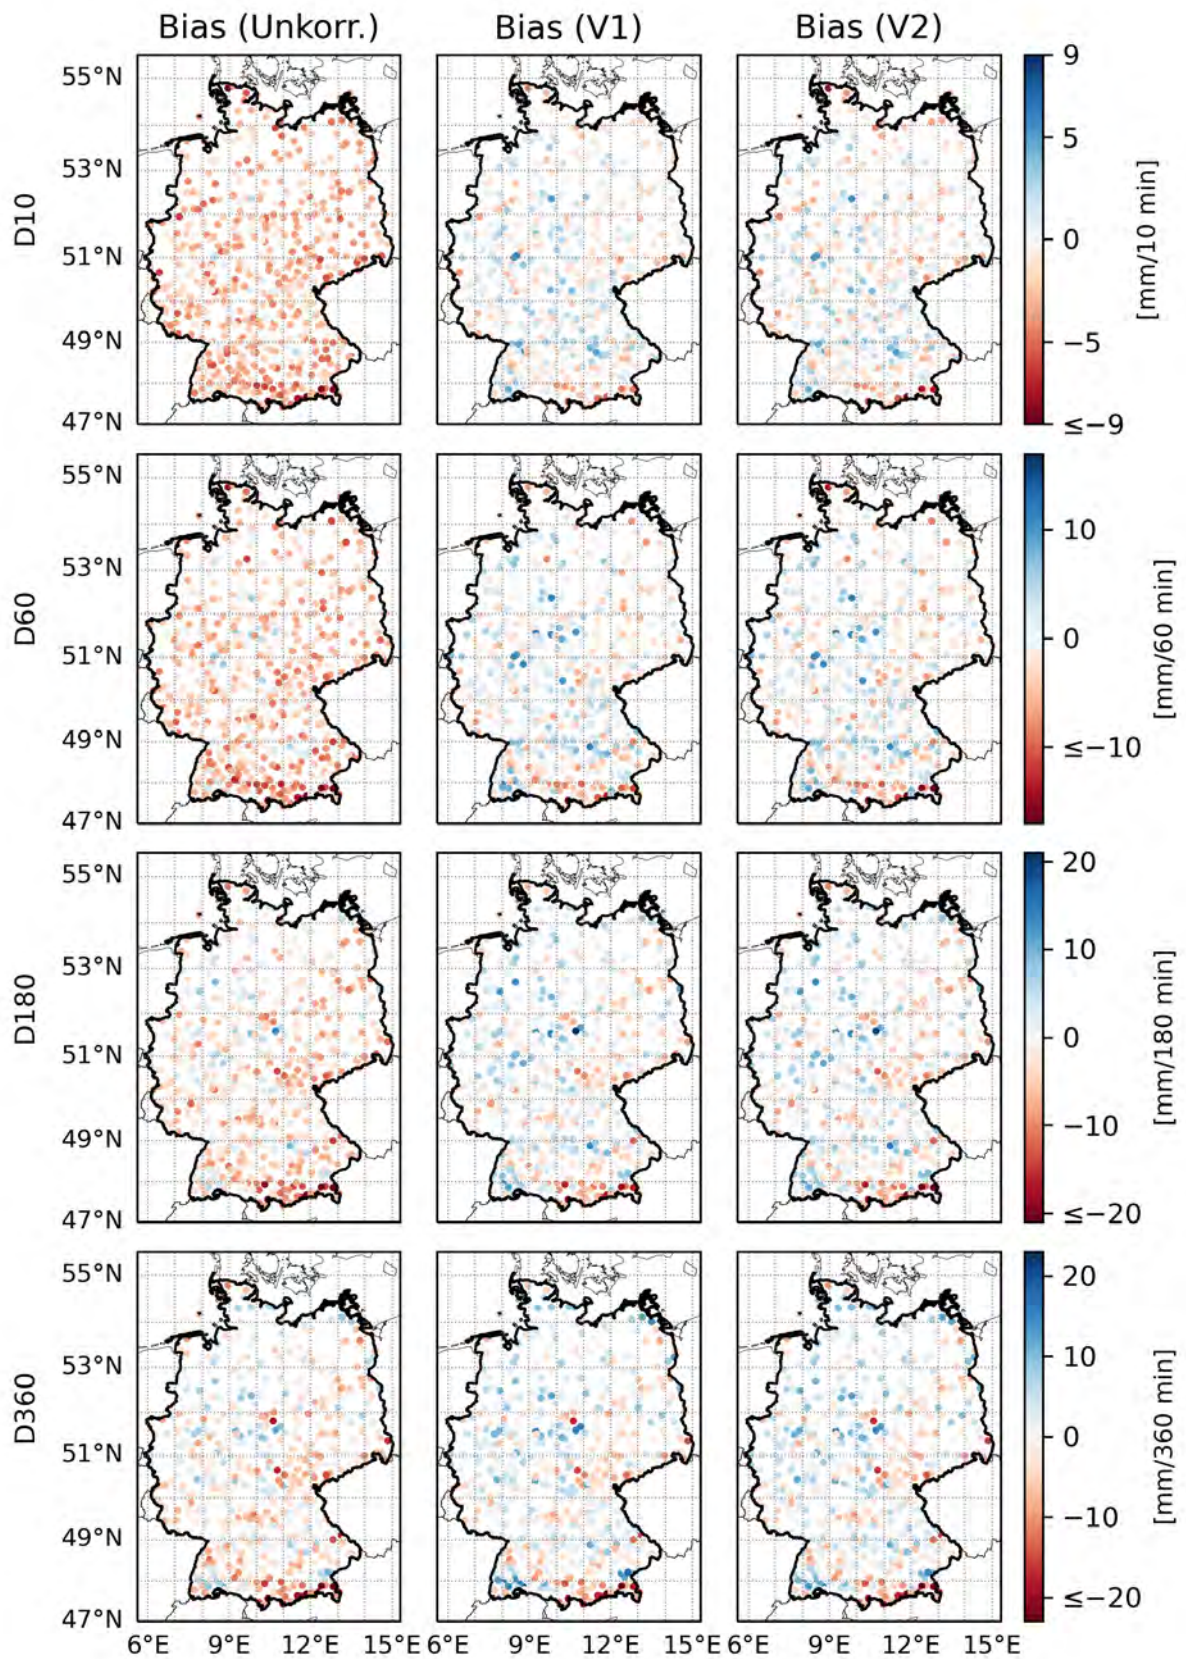 Bias (Unkorr.) Bias (V1) Bias (V2)
55°N
53°N
51°N
49°N
47°N
D10
9
5
0
−5
≤−9
[mm/10 min]
55°N
53°N
51°N
49°N
47°N
D60
10
0
≤−10
[mm/60 min]
55°N
53°N
51°N
49°N
47°N
D180
20
10
0
−10
≤−20
[mm/180 min]
55°N
53°N
51°N
49°N
47°N
D360
20
10
0
−10
≤−20
[mm/360 min]
6°E 9°E 12°E 15°E 9°E 12°E 15°E 6°E 9°E 12°E 15°E